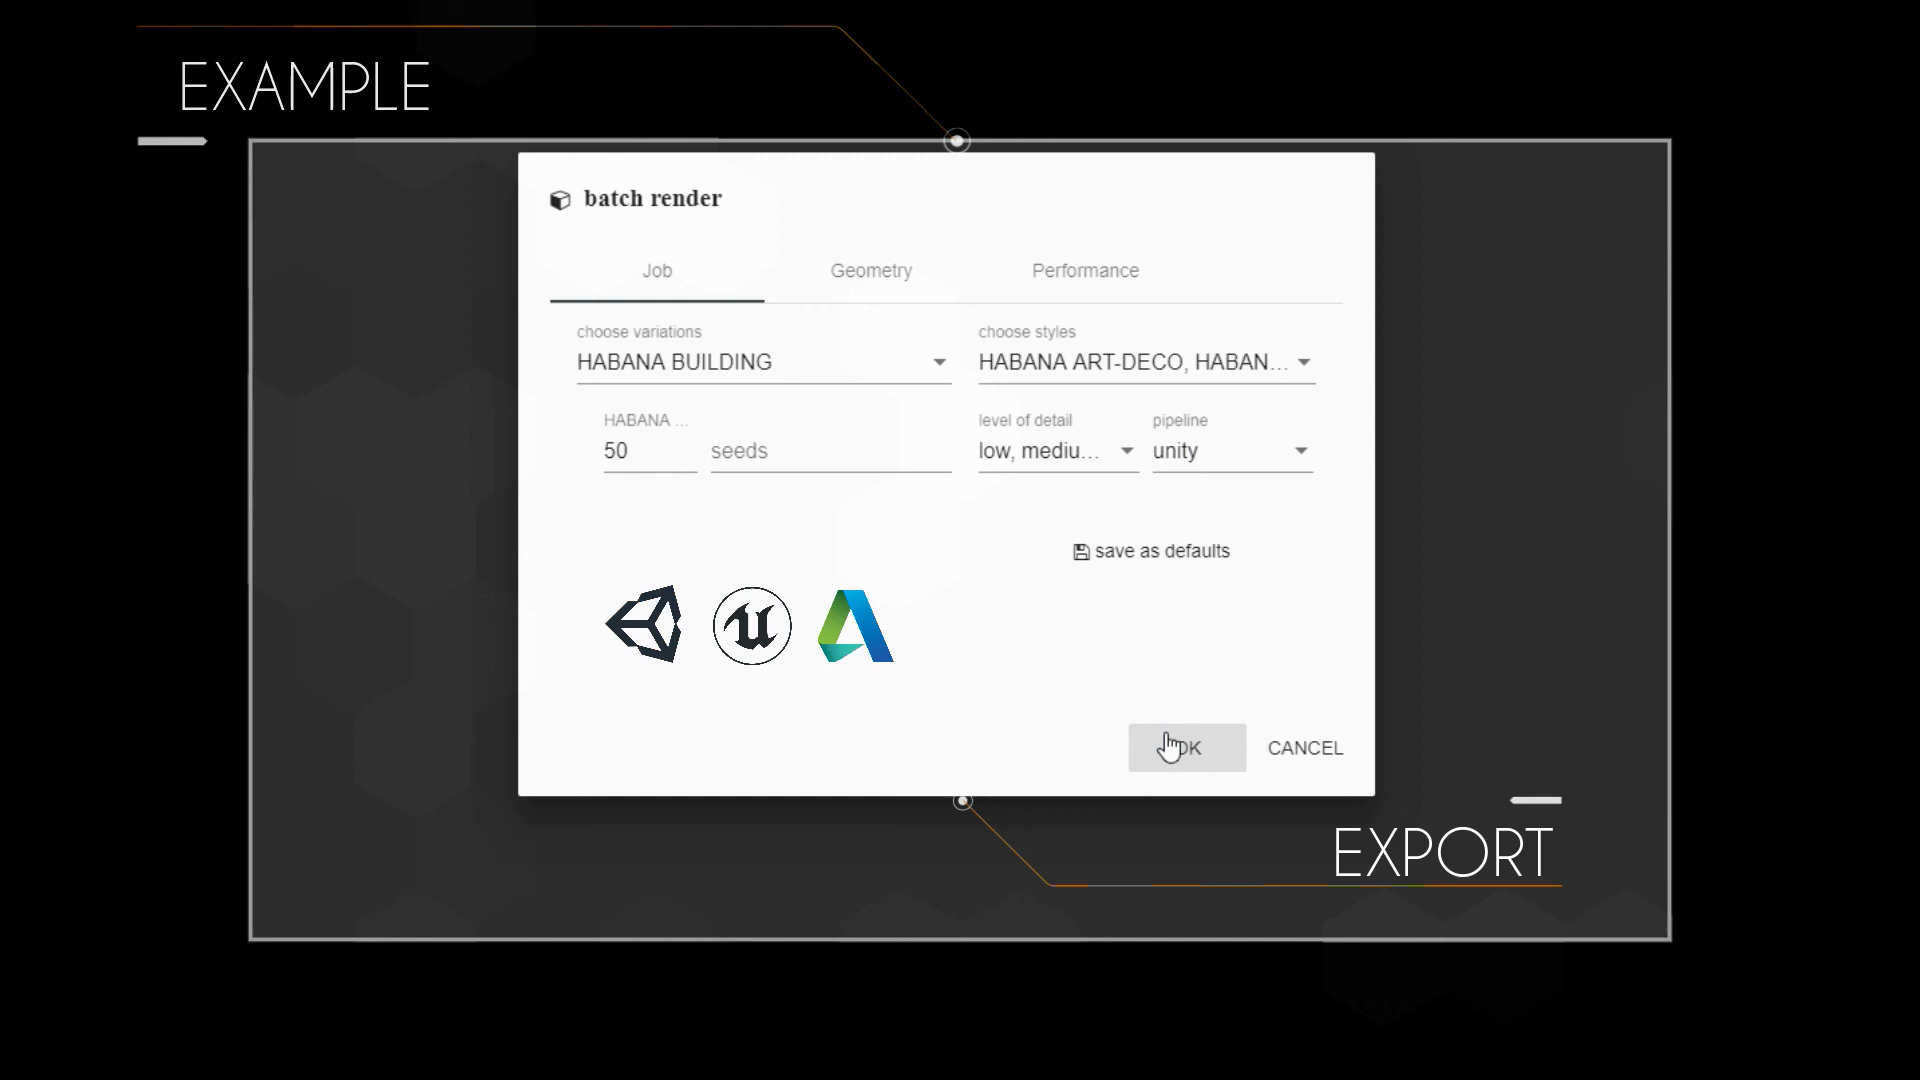 EXAMPLE
batch render
Job Geometry Performance
choose variations choose styles
HABANA BUILDING HABANA ART-DECO, HABAN...
HABANA ... level of detail pipeline
50 seeds low, mediu... unity
save as defaults
OK CANCEL
EXPORT